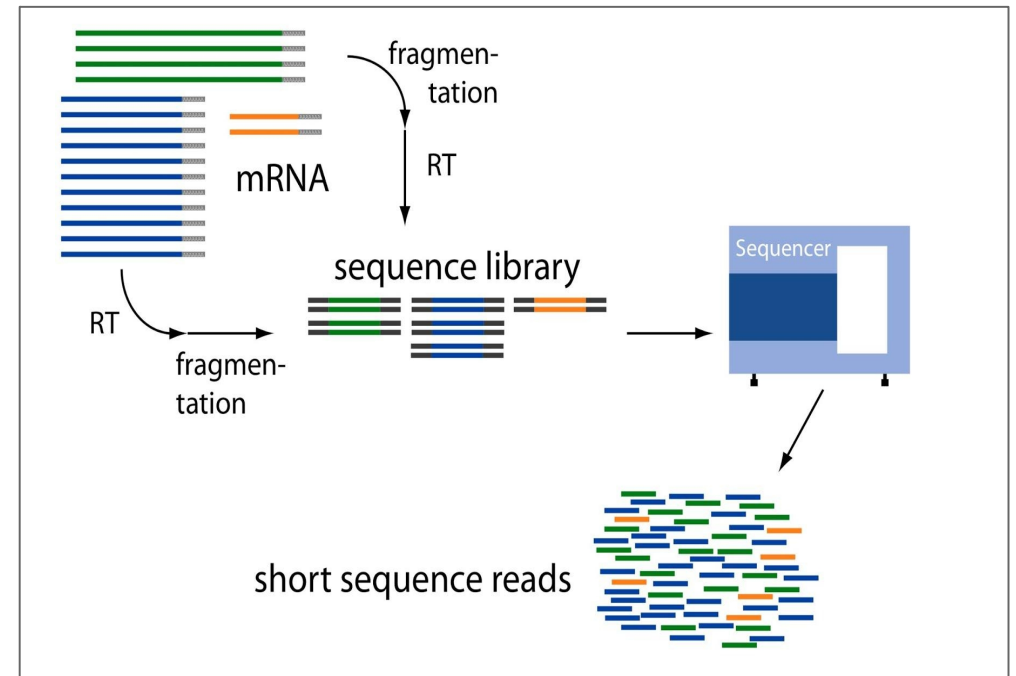 fragmen-
tation
mRNA
RT
sequence library
Sequencer
RT
fragmen-
tation
short sequence reads